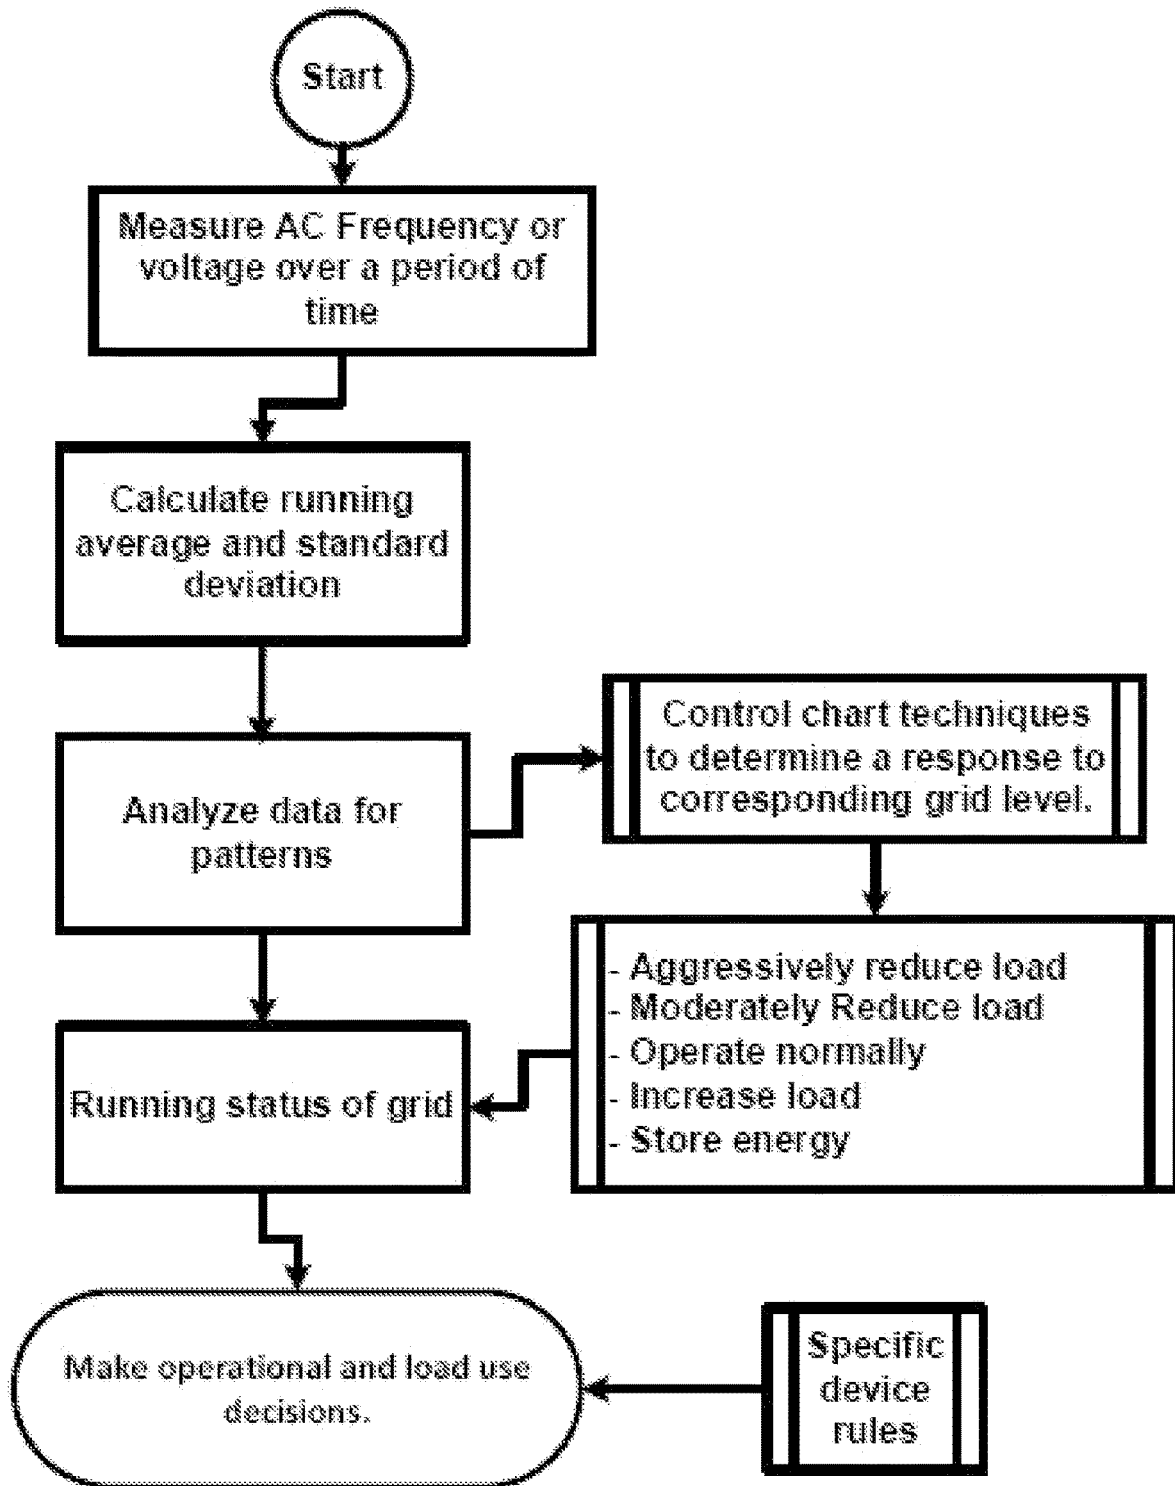 Start
Measure AC Frequency or
voltage over a period of
time
Calculate running
average and standard
deviation
Analyze data for
patterns
Control chart techniques
to determine a response to
corresponding grid level.
- Aggressively reduce load
- Moderately Reduce load
- Operate normally
- Increase load
- Store energy
Running status of grid
Make operational and load use
decisions.
Specific
device
rules